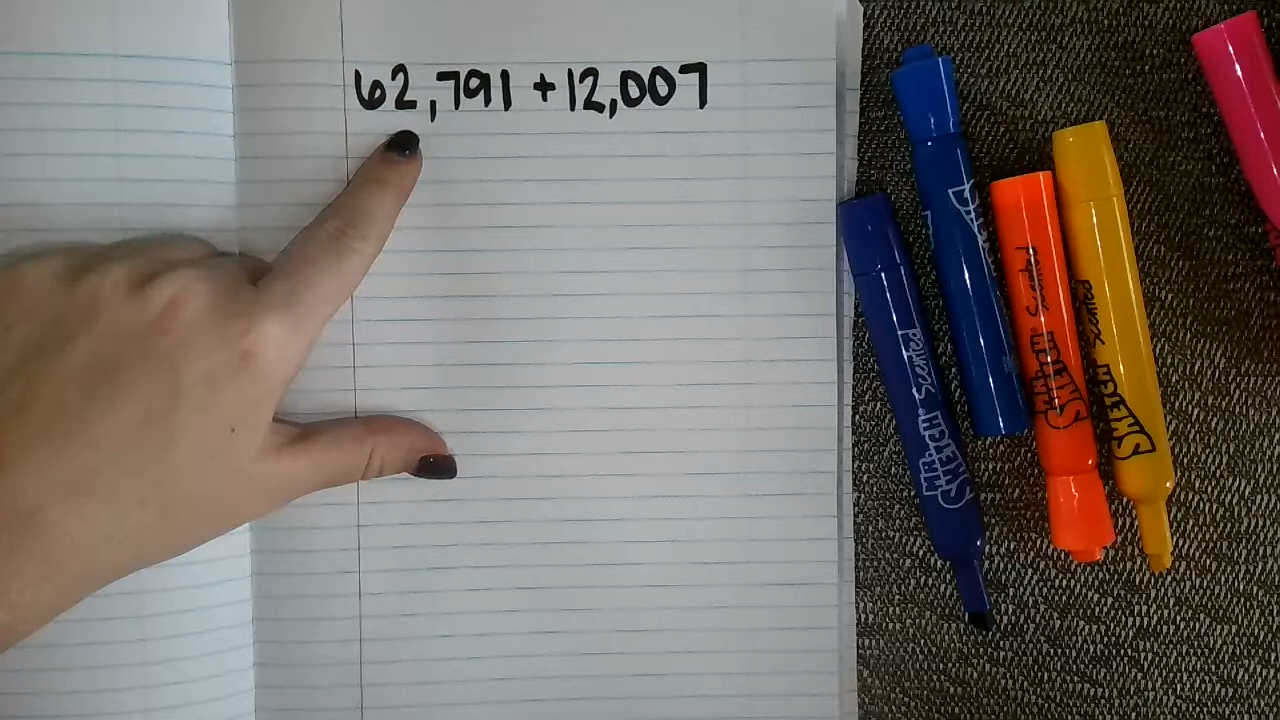 62,791 + 12,007
MR. SKETCH® Scented
MR. SKETCH Scented
SKETCH® Scented